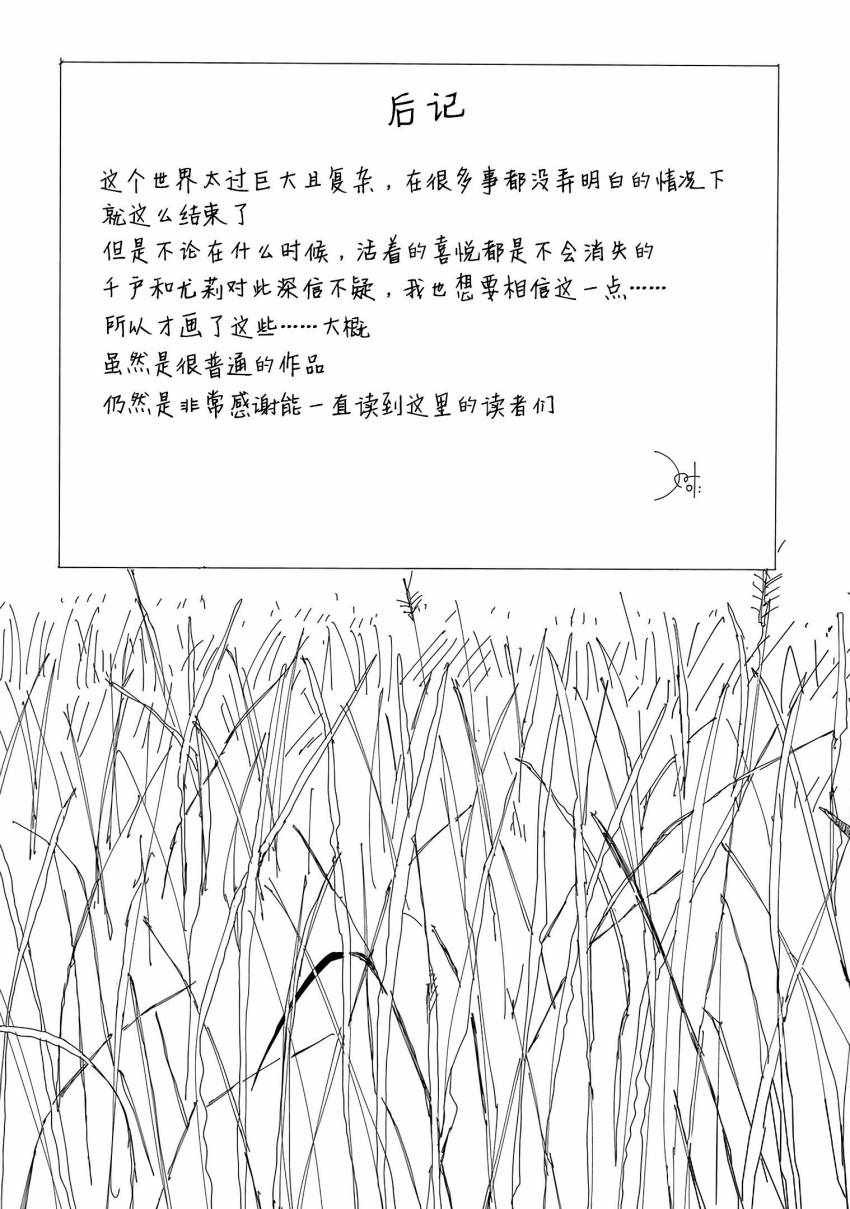 后记
这个世界太过巨大且复杂，在很多事都没弄明白的情况下
就这么结束了
但是不论在什么时候，活着的喜悦都是不会消失的
千户和尤莉对此深信不疑，我也想要相信这一点……
所以才画了这些……大概
虽然是很普通的作品
仍然是非常感谢能一直读到这里的读者们